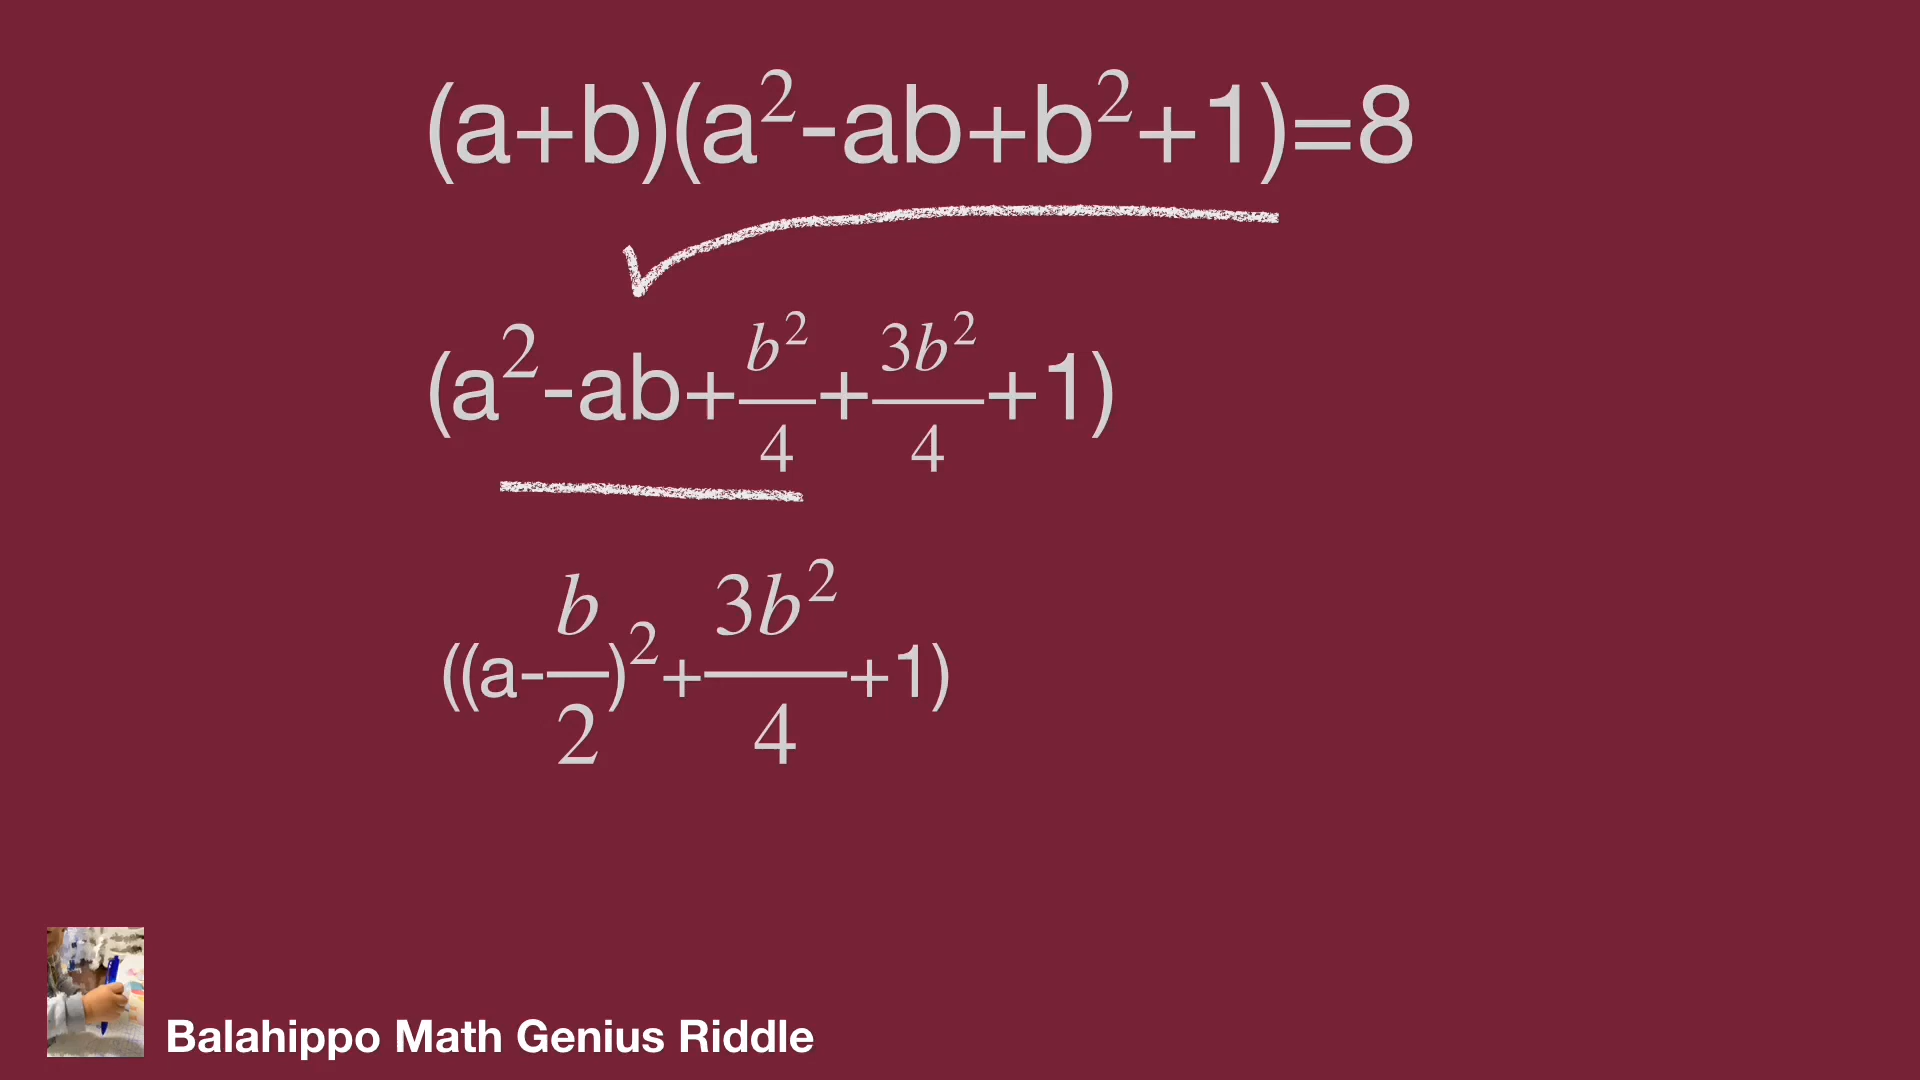 (a+b)(a²-ab+b²+1)=8
(a²-ab+b²/4+3b²/4+1)
((a-b/2)²+3b²/4+1)
Balahippo Math Genius Riddle